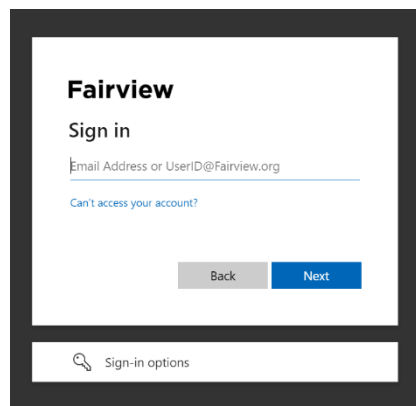 Fairview
Sign in
Email Address or UserID@Fairview.org
Can't access your account?
Back Next
Sign-in options